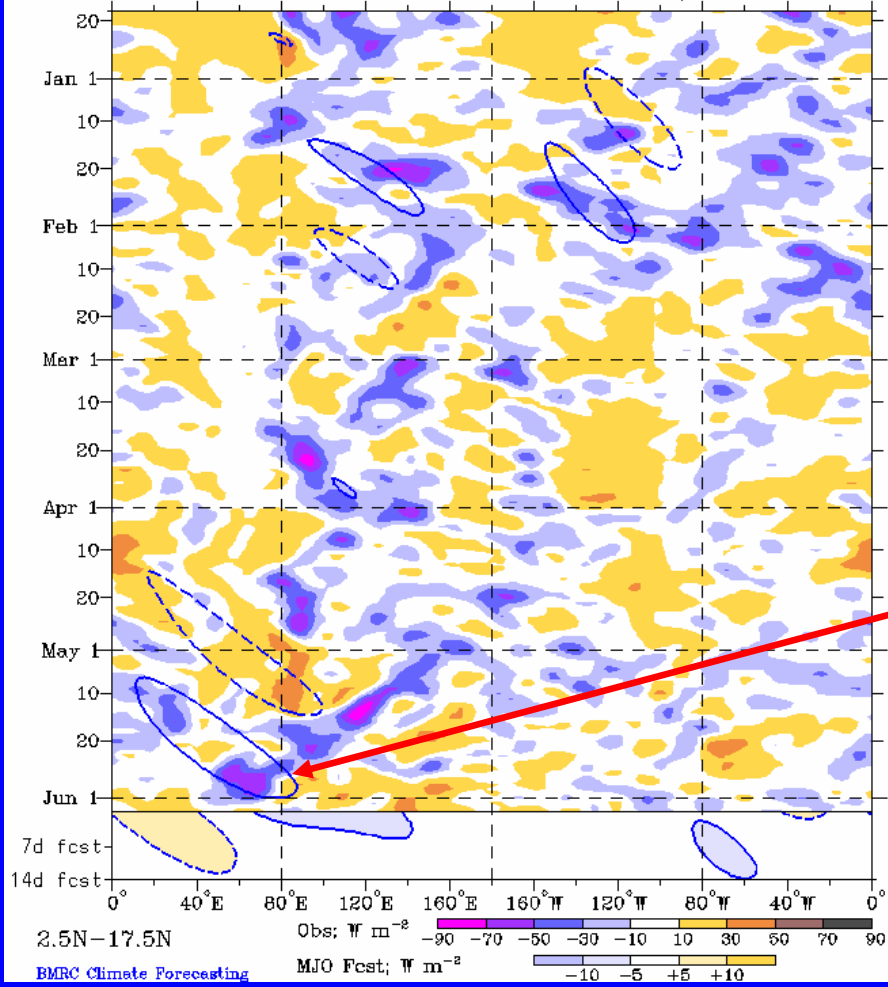 20
Jan 1
10
20
Feb 1
10
20
Mar 1
10
20
Apr 1
10
20
May 1
10
20
Jun 1
7d fcst
14d fcst
0° 40°E 80°E 120°E 160°E 160°W 120°W 80°W 40°W 0°
2.5N-17.5N
Obs; W m⁻²
-90 -70 -50 -30 -10 10 30 50 70 90
BMRC Climate Forecasting
MJO Fcst; W m⁻²
-10 -5 +5 +10